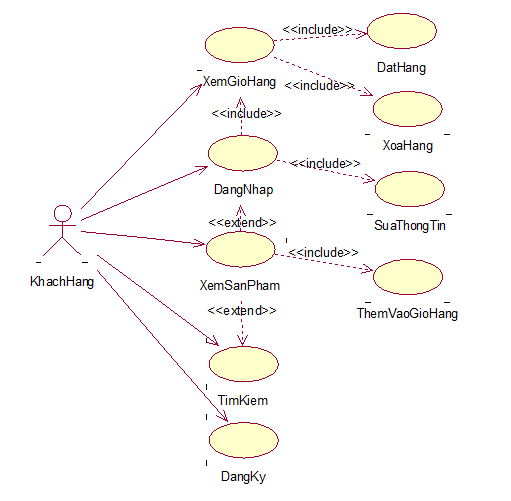 <<include>>
DatHang
XemGioHang
<<include>>
<<include>>
XoaHang
<<include>>
DangNhap
SuaThongTin
<<extend>>
<<include>>
KhachHang
XemSanPham
<<extend>>
ThemVaoGioHang
TimKiem
DangKy